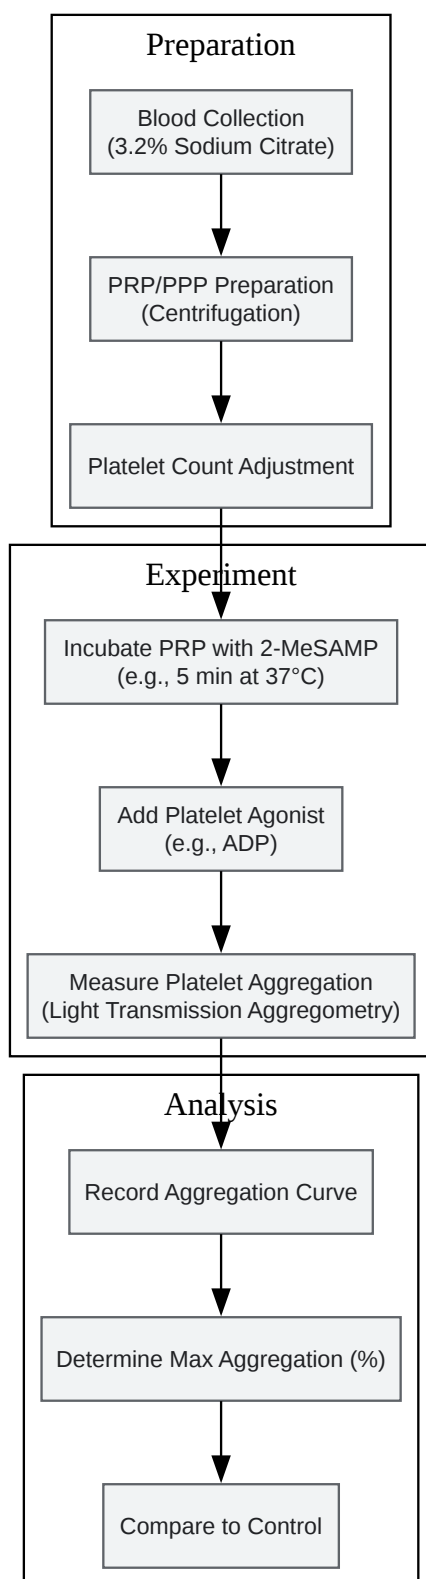 Preparation
Blood Collection
(3.2% Sodium Citrate)
PRP/PPP Preparation
(Centrifugation)
Platelet Count Adjustment
Experiment
Incubate PRP with 2-MeSAMP
(e.g., 5 min at 37°C)
Add Platelet Agonist
(e.g., ADP)
Measure Platelet Aggregation
(Light Transmission Aggregometry)
Analysis
Record Aggregation Curve
Determine Max Aggregation (%)
Compare to Control